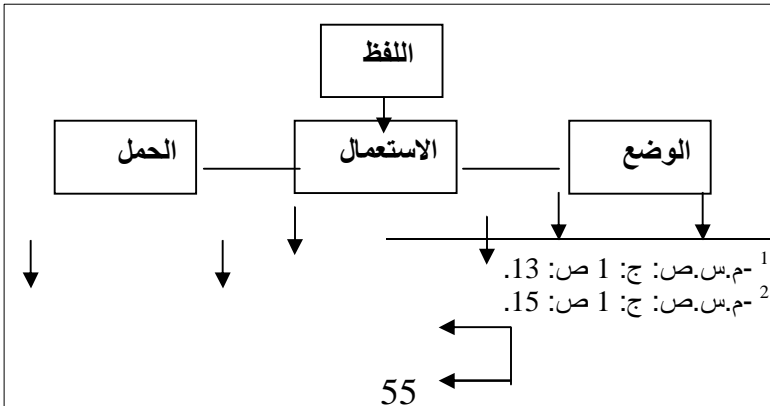 اللفظ
الوضع الاستعمال الحمل
1 -م.س.ص: ج: 1 ص: 13.
2 -م.س.ص: ج: 1 ص: 15.
55